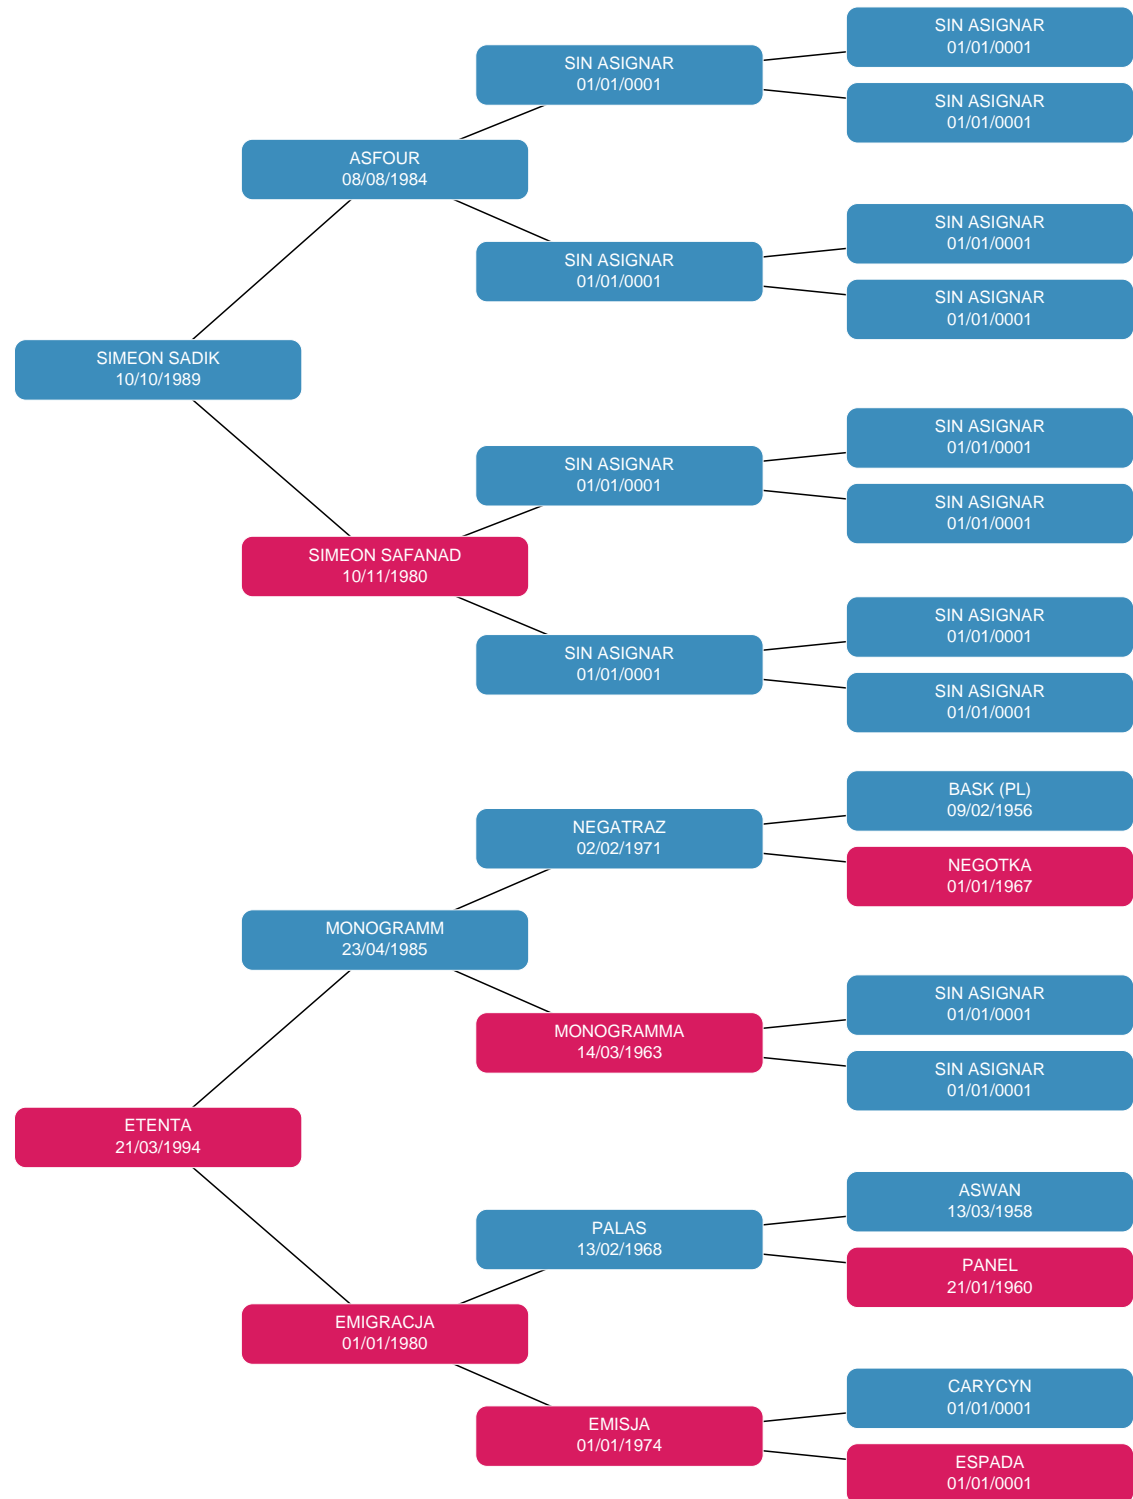 SIN ASIGNAR
01/01/0001
SIN ASIGNAR
01/01/0001
SIN ASIGNAR
01/01/0001
ASFOUR
08/08/1984
SIN ASIGNAR
01/01/0001
SIN ASIGNAR
01/01/0001
SIN ASIGNAR
01/01/0001
SIMEON SADIK
10/10/1989
SIN ASIGNAR
01/01/0001
SIN ASIGNAR
01/01/0001
SIN ASIGNAR
01/01/0001
SIMEON SAFANAD
10/11/1980
SIN ASIGNAR
01/01/0001
SIN ASIGNAR
01/01/0001
SIN ASIGNAR
01/01/0001
BASK (PL)
09/02/1956
NEGATRAZ
02/02/1971
NEGOTKA
01/01/1967
MONOGRAMM
23/04/1985
SIN ASIGNAR
01/01/0001
MONOGRAMMA
14/03/1963
SIN ASIGNAR
01/01/0001
ETENTA
21/03/1994
ASWAN
13/03/1958
PALAS
13/02/1968
PANEL
21/01/1960
EMIGRACJA
01/01/1980
CARYCYN
01/01/0001
EMISJA
01/01/1974
ESPADA
01/01/0001